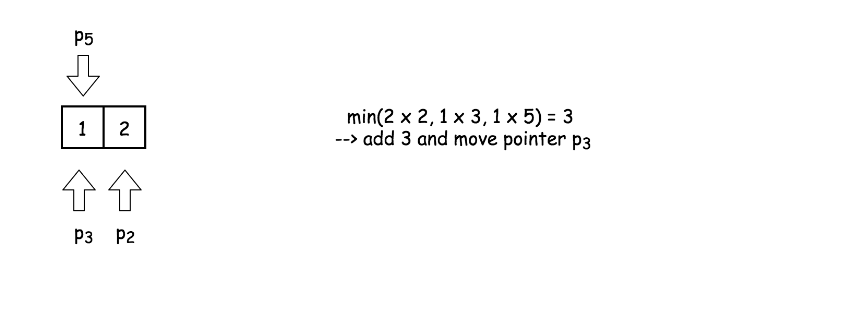 p5
1 2
p3 p2
min(2 x 2, 1 x 3, 1 x 5) = 3
--> add 3 and move pointer p3